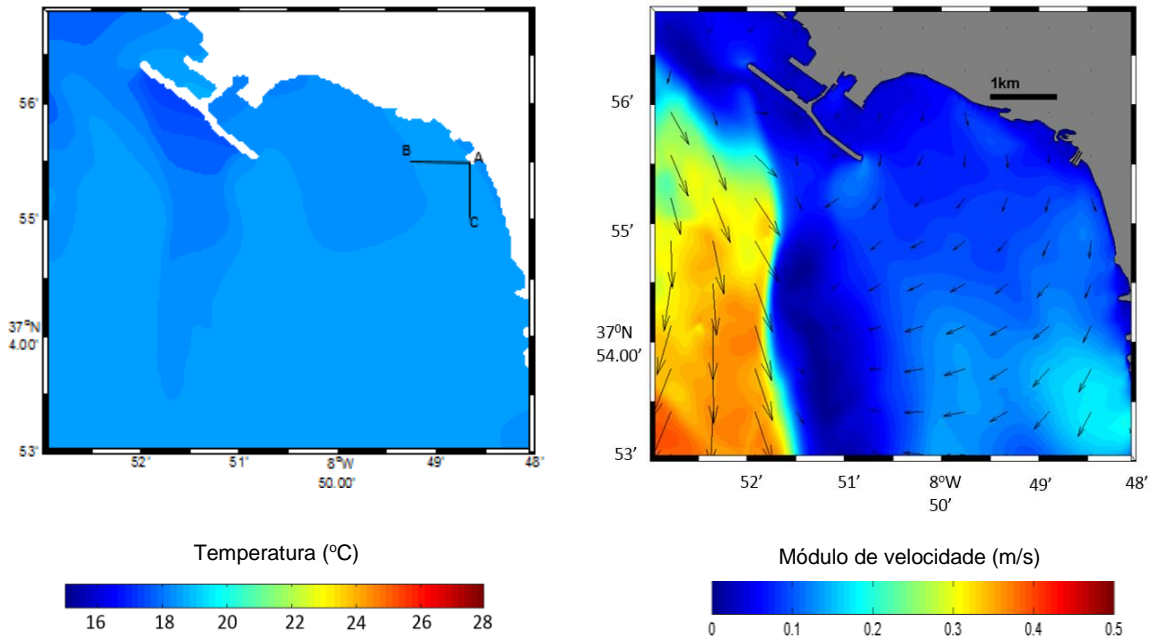 56'
55'
37°N
4.00'
53'
52'
51'
8°W
50.00'
49'
48'
B
A
C
1km
56'
55'
37⁰N
54.00'
53'
52'
51'
8°W
50'
49'
48'
Temperatura (°C)
16 18 20 22 24 26 28
Módulo de velocidade (m/s)
0 0.1 0.2 0.3 0.4 0.5